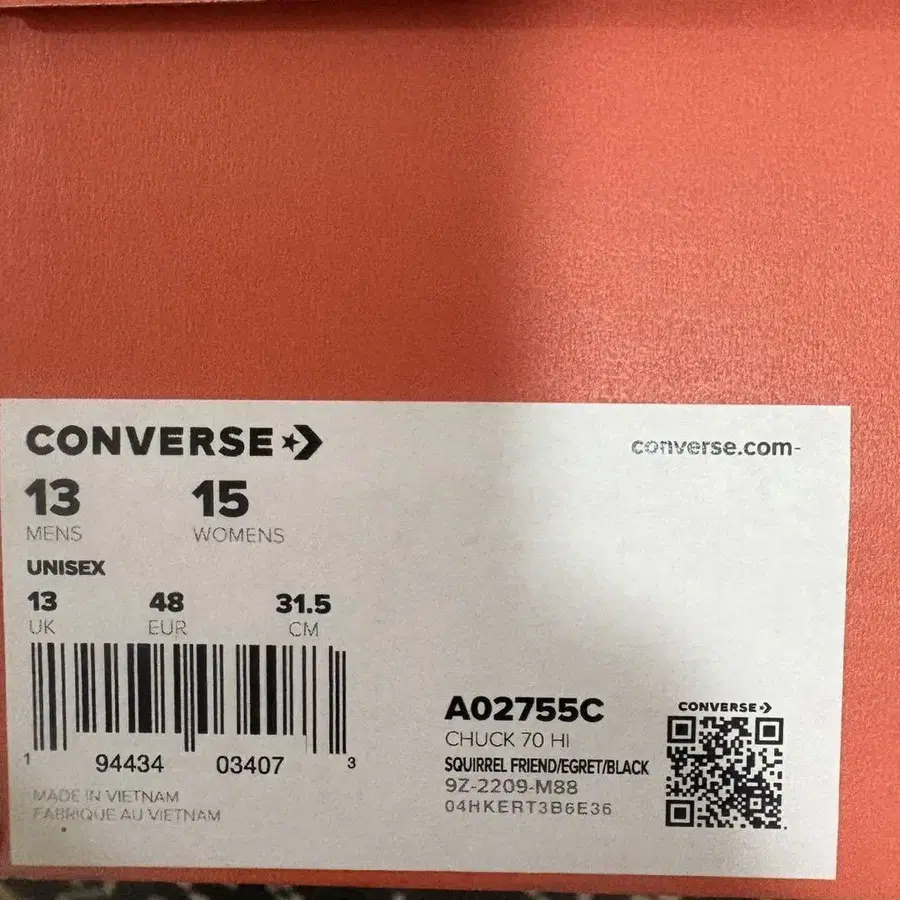 CONVERSE
converse.com-
13 15
MENS WOMENS
UNISEX
13 48 31.5
UK EUR CM
1 94434 03407 3
MADE IN VIETNAM
FABRIQUE AU VIETNAM
A02755C
CHUCK 70 HI
SQUIRREL FRIEND/EGRET/BLACK
9Z-2209-M88
04HKERT3B6E36
CONVERSE